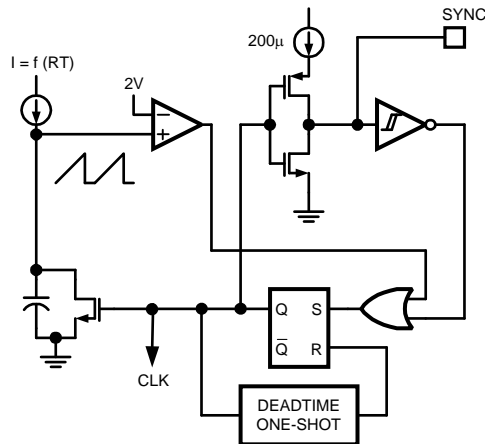 SYNC
200μ
I = f (RT)
2V
−
+
Q
S
Q̅
R
CLK
DEADTIME
ONE-SHOT